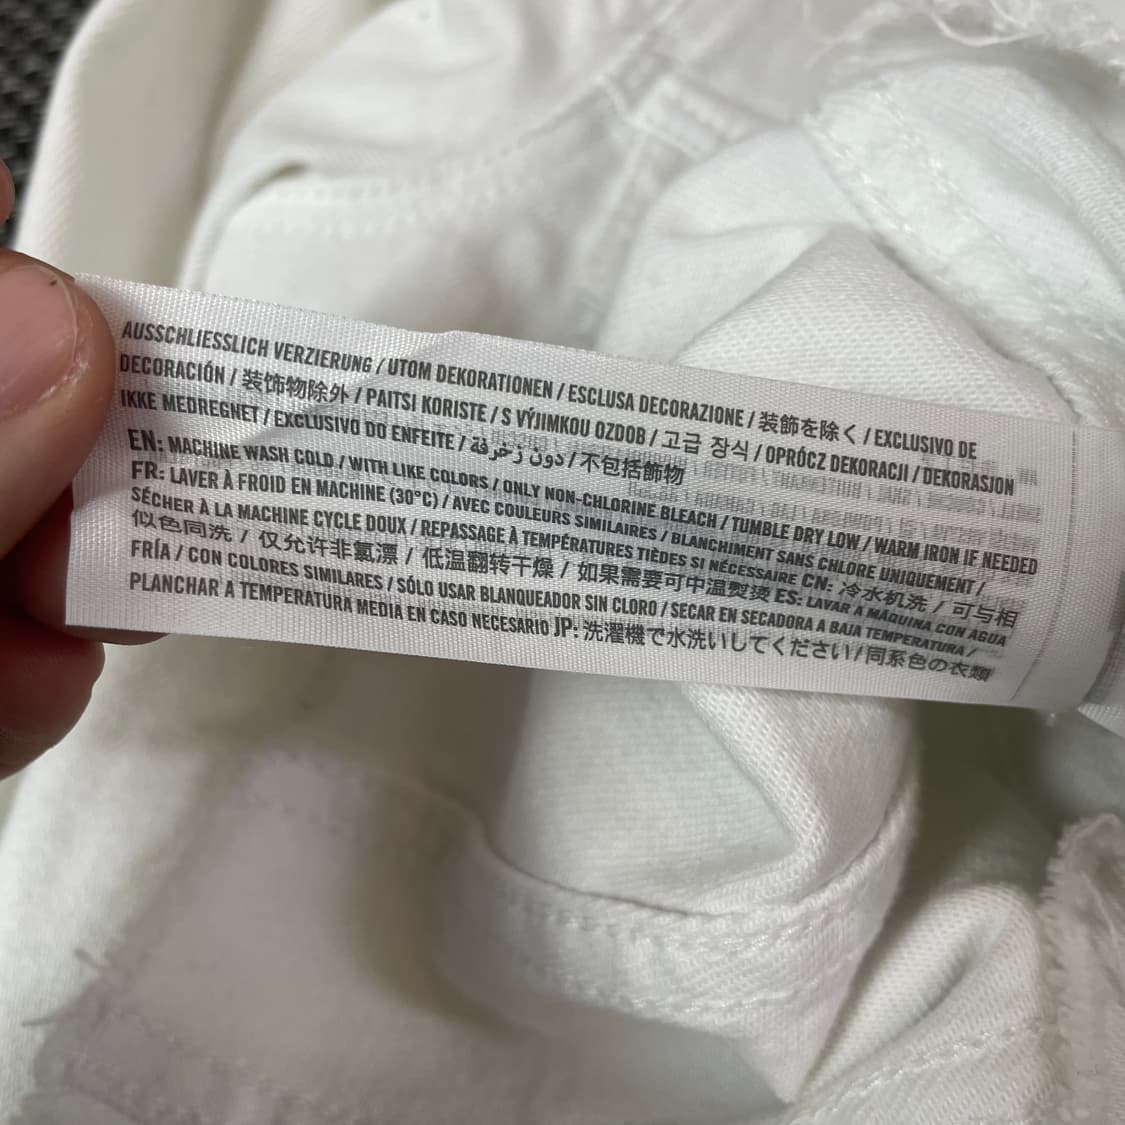 AUSSCHLIESSLICH VERZIERUNG / UTOM DEKORATIONEN / ESCLUSA DECORAZIONE / 装飾を除く / EXCLUSIVO DE
DECORACIÓN / 装饰物除外 / PAITSI KORISTE / S VÝJIMKOU OZDOB / 고급 장식 / OPRÓCZ DEKORACJI / DEKORASJON
IKKE MEDREGNET / EXCLUSIVO DO ENFEITE / دون زخرفة / 不包括飾物
EN: MACHINE WASH COLD / WITH LIKE COLORS / ONLY NON-CHLORINE BLEACH / TUMBLE DRY LOW / WARM IRON IF NEEDED
FR: LAVER À FROID EN MACHINE (30°C) / AVEC COULEURS SIMILAIRES / BLANCHIMENT SANS CHLORE UNIQUEMENT /
SÉCHER À LA MACHINE CYCLE DOUX / REPASSAGE À TEMPÉRATURES TIÈDES SI NÉCESSAIRE CN: 冷水机洗 / 可与相
似色同洗 / 仅允许非氯漂 / 低温翻转干燥 / 如果需要可中温熨烫 ES: LAVAR A MÁQUINA CON AGUA
FRÍA / CON COLORES SIMILARES / SÓLO USAR BLANQUEADOR SIN CLORO / SECAR EN SECADORA A BAJA TEMPERATURA /
PLANCHAR A TEMPERATURA MEDIA EN CASO NECESARIO JP: 洗濯機で水洗いしてください / 同系色の衣類